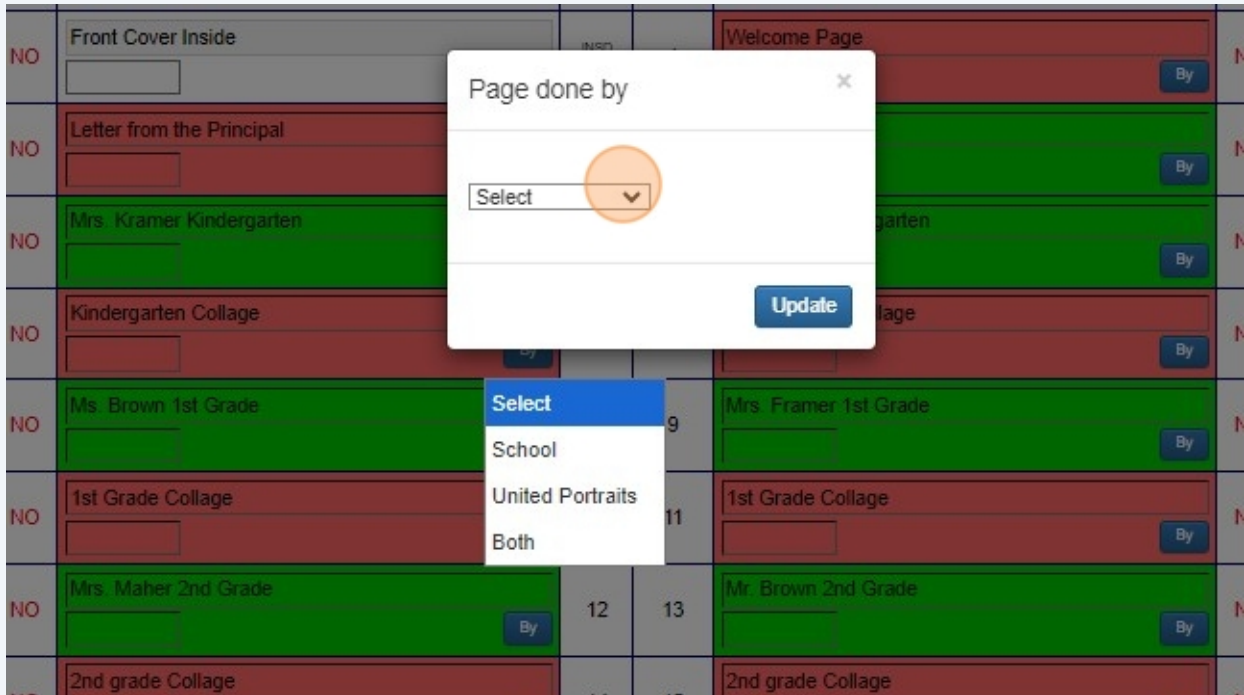 Front Cover Inside
NO
INSD
Welcome Page
By
Page done by
×
Letter from the Principal
NO
By
Select
Mrs. Kramer Kindergarten
NO
garten
By
Update
Kindergarten Collage
NO
By
lage
By
Ms. Brown 1st Grade
NO
9
Mrs. Framer 1st Grade
By
Select
School
United Portraits
Both
1st Grade Collage
NO
11
1st Grade Collage
By
Mrs. Maher 2nd Grade
NO
By
12
13
Mr. Brown 2nd Grade
By
2nd grade Collage
2nd grade Collage